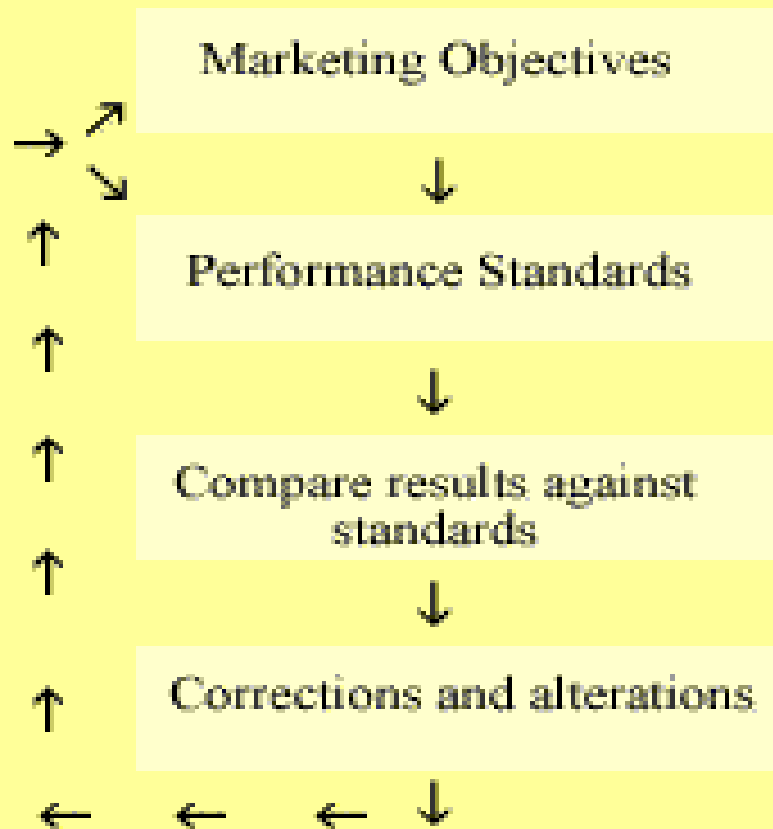 Marketing Objectives
Performance Standards
Compare results against
standards
Corrections and alterations